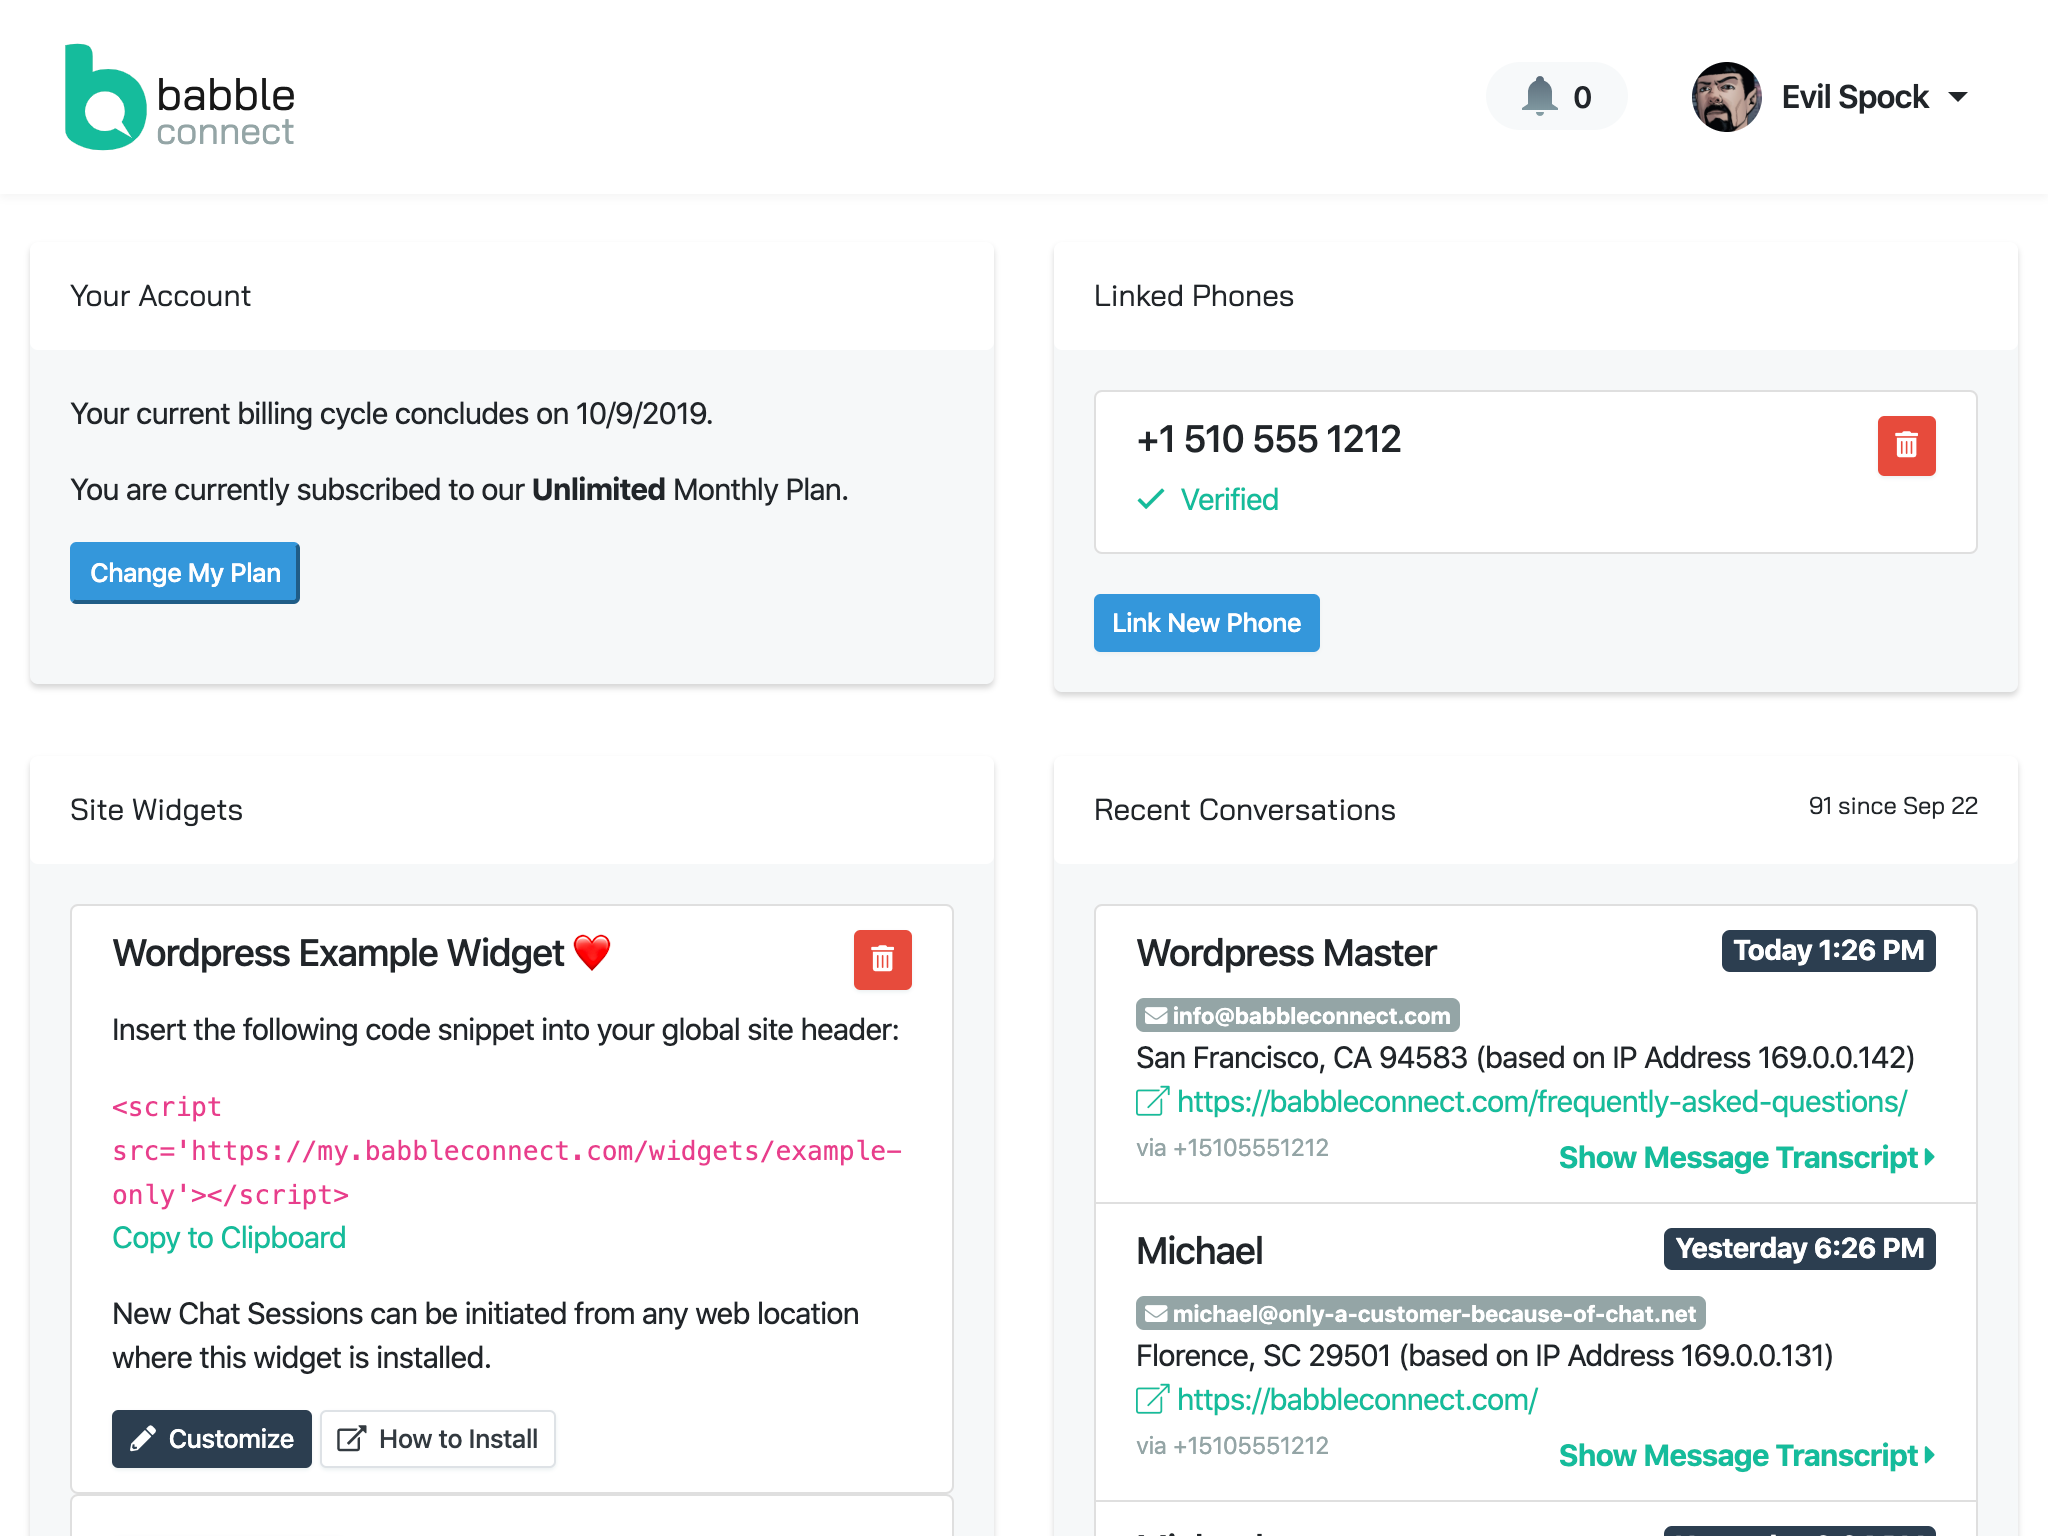 babble
connect
0
Evil Spock
Your Account
Your current billing cycle concludes on 10/9/2019.
You are currently subscribed to our Unlimited Monthly Plan.
Change My Plan
Linked Phones
+1 510 555 1212
Verified
Link New Phone
Site Widgets
Wordpress Example Widget ❤️
Insert the following code snippet into your global site header:
<script
src='https://my.babbleconnect.com/widgets/example-
only'></script>
Copy to Clipboard
New Chat Sessions can be initiated from any web location
where this widget is installed.
Customize
How to Install
Recent Conversations
91 since Sep 22
Wordpress Master
Today 1:26 PM
info@babbleconnect.com
San Francisco, CA 94583 (based on IP Address 169.0.0.142)
https://babbleconnect.com/frequently-asked-questions/
via +15105551212
Show Message Transcript
Michael
Yesterday 6:26 PM
michael@only-a-customer-because-of-chat.net
Florence, SC 29501 (based on IP Address 169.0.0.131)
https://babbleconnect.com/
via +15105551212
Show Message Transcript